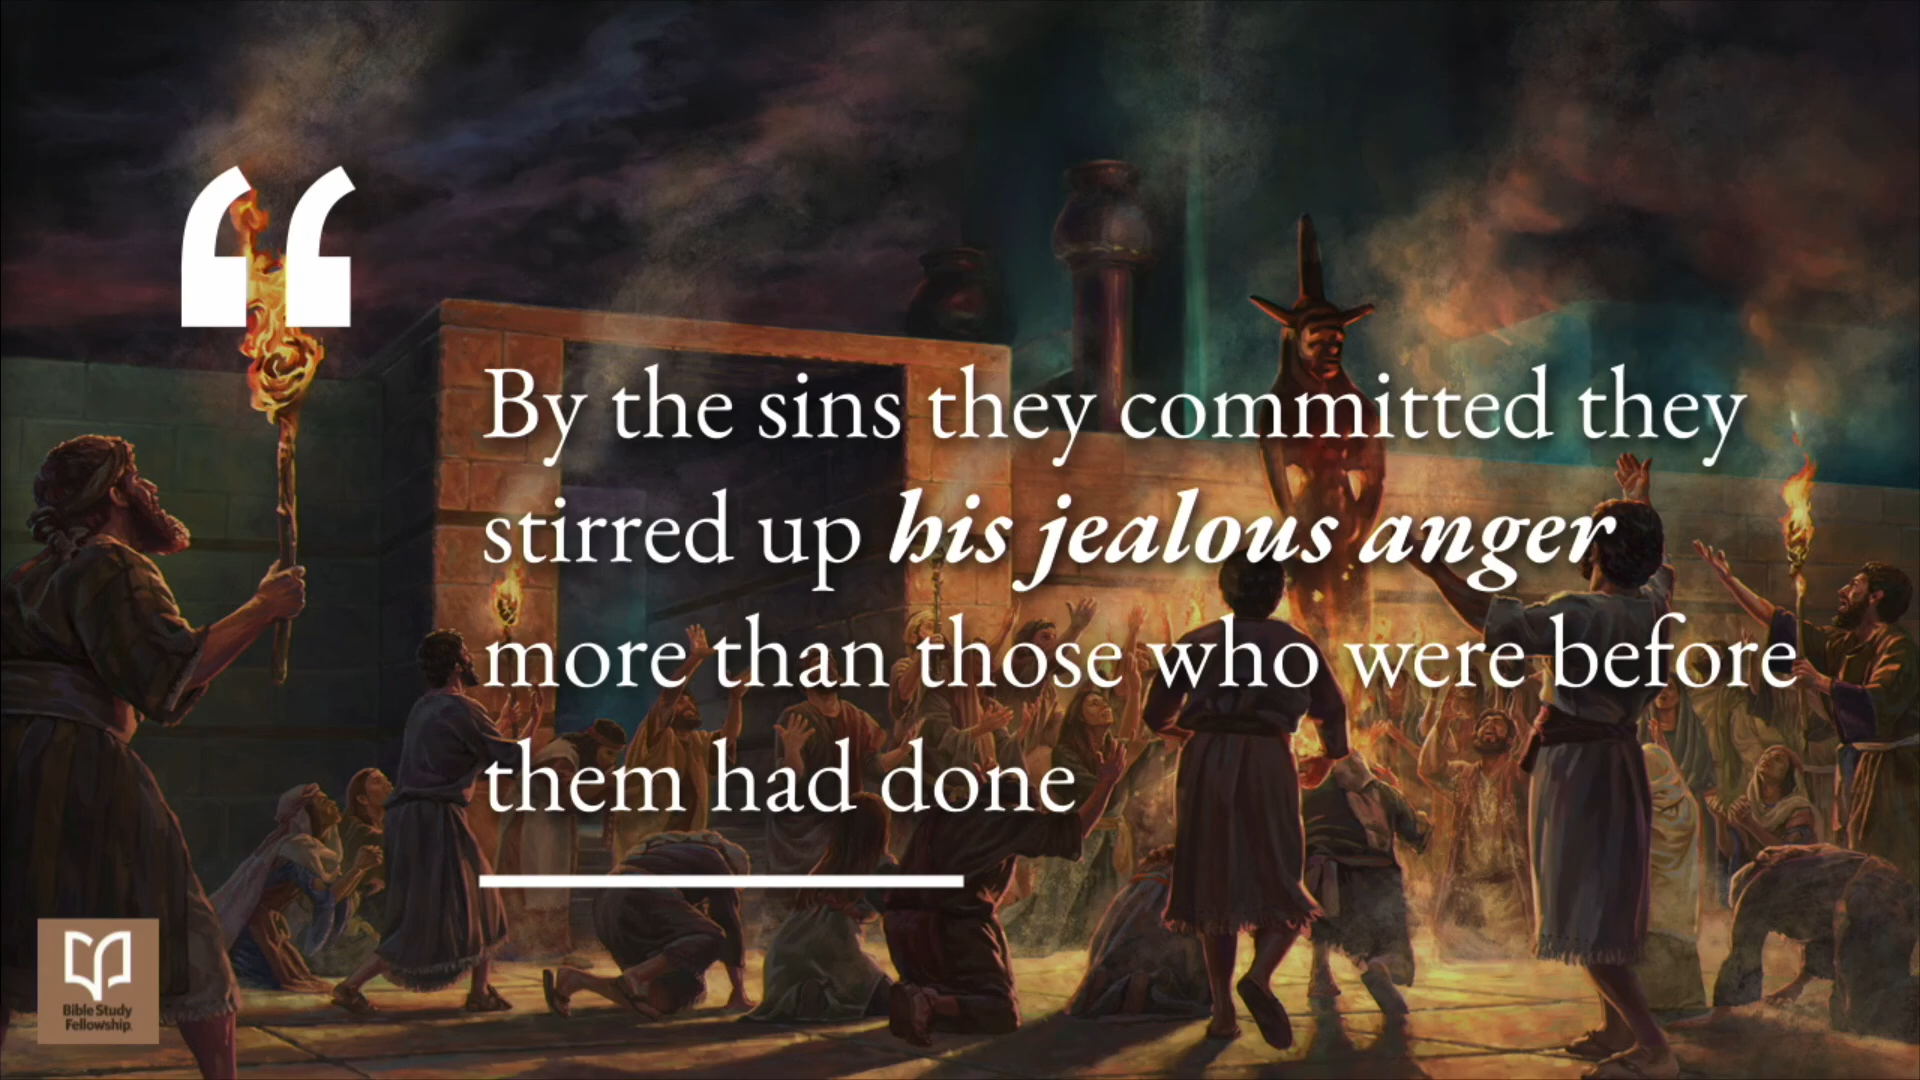 “
By the sins they committed they
stirred up his jealous anger
more than those who were before
them had done
Bible Study
Fellowship